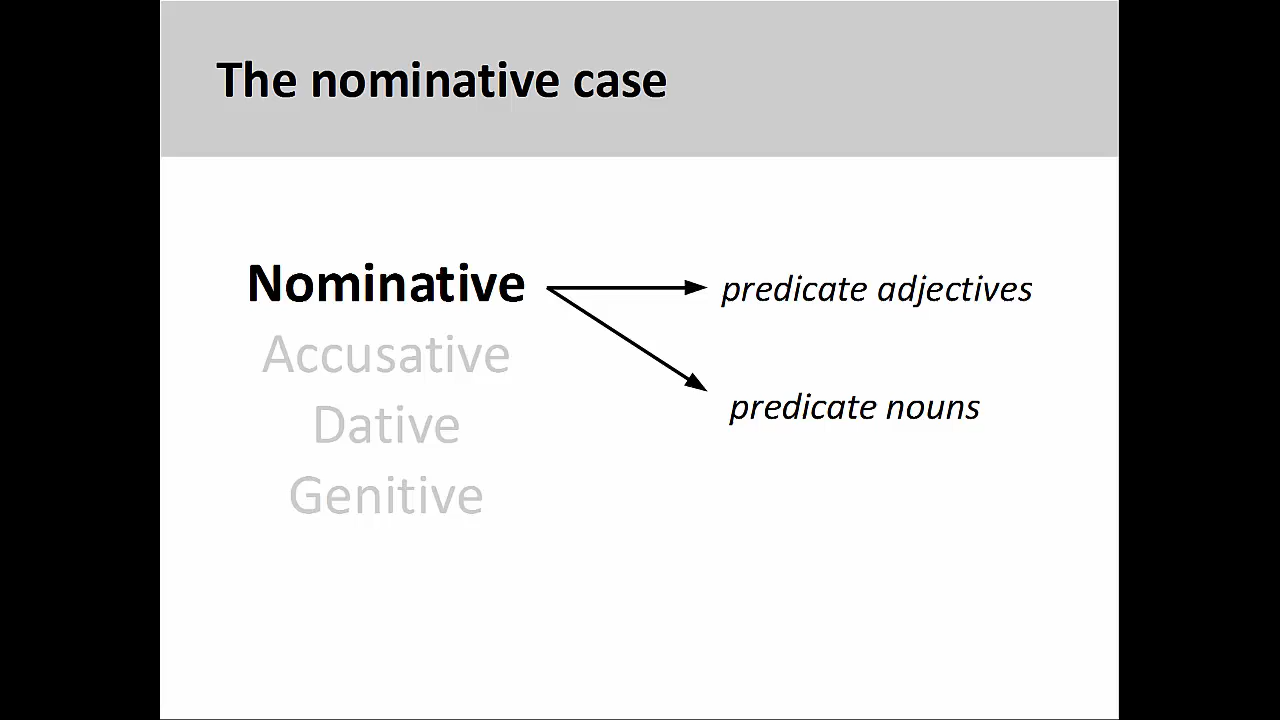 The nominative case
Nominative
predicate adjectives
Accusative
Dative
predicate nouns
Genitive